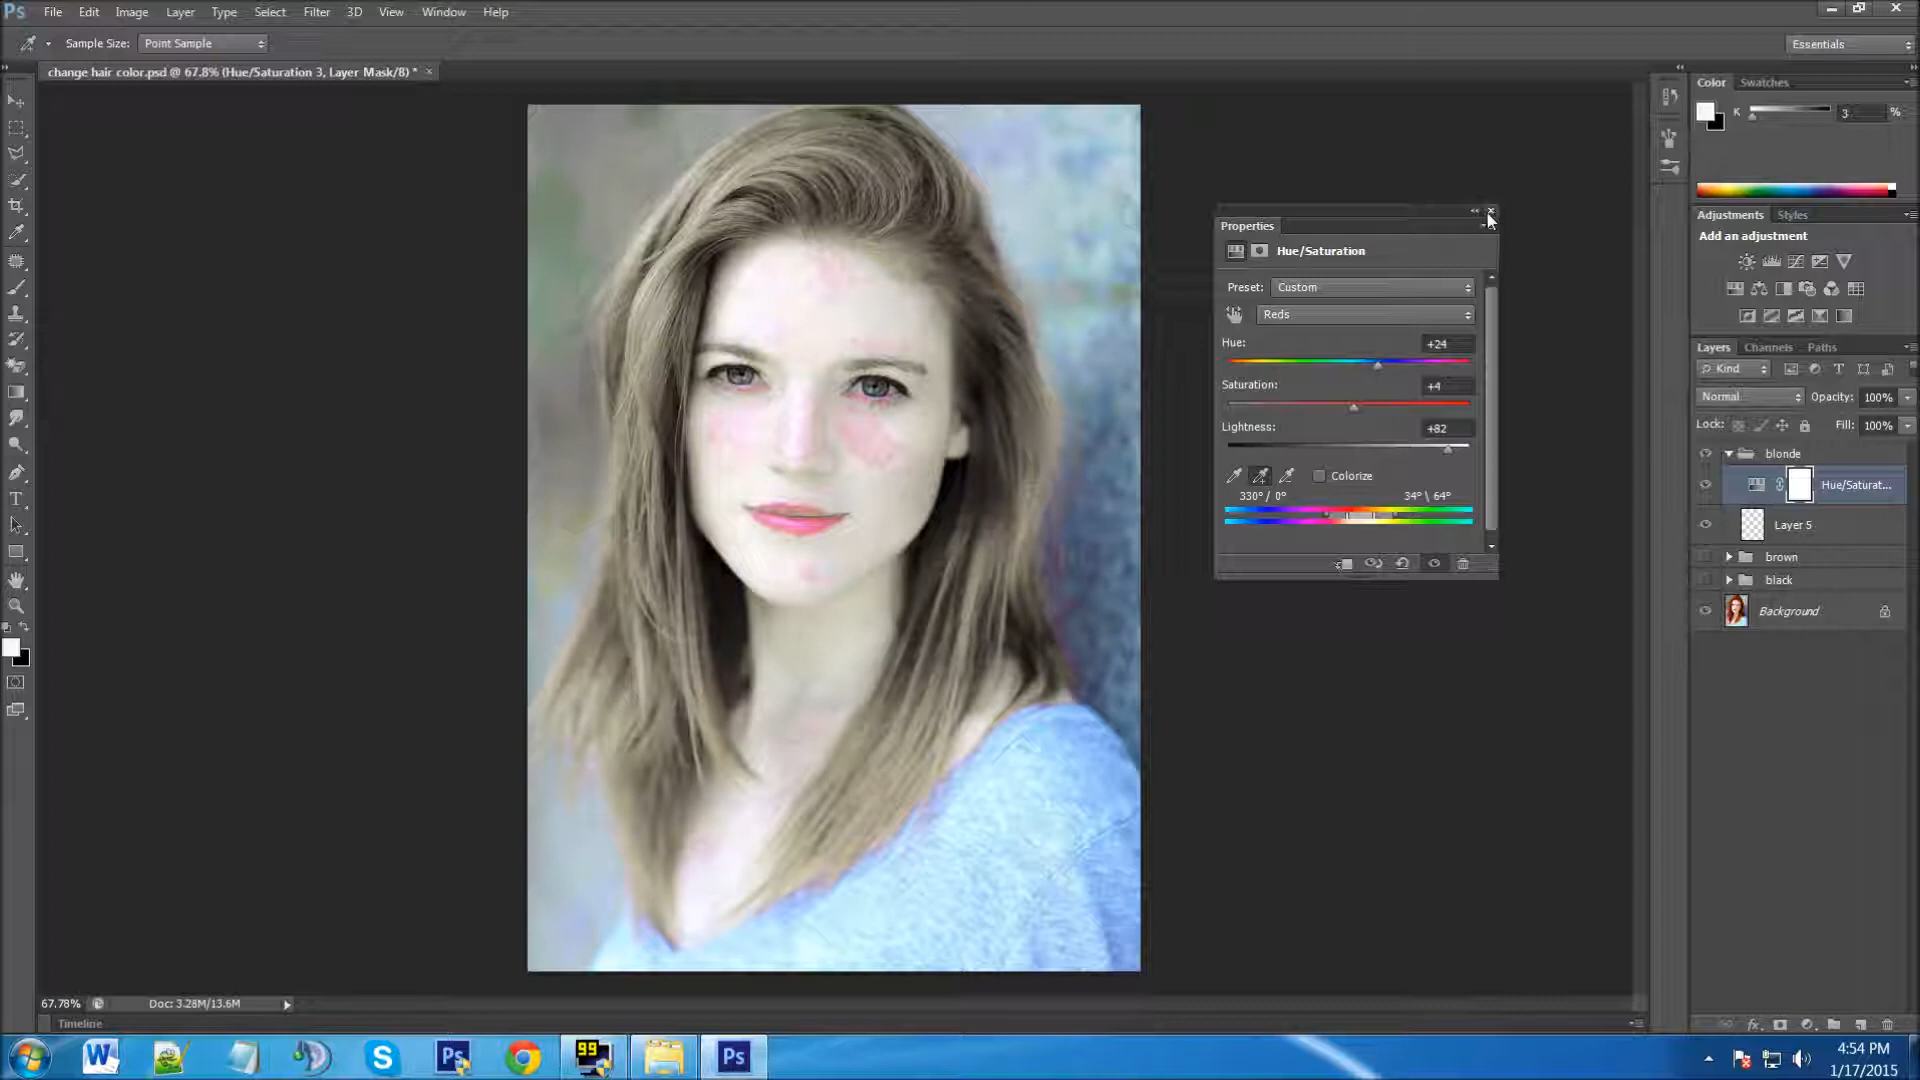 Ps File Edit Image Layer Type Select Filter 3D View Window Help
Sample Size: Point Sample Essentials
change hair color.psd @ 67.8% (Hue/Saturation 3, Layer Mask/8) *
Color Swatches
K 3 %
Adjustments Styles
Add an adjustment
Properties
Hue/Saturation
Preset: Custom
Reds
Hue: +24
Saturation: +4
Lightness: +82
Colorize
330°/ 0° 34°\ 64°
Layers Channels Paths
Kind
Normal Opacity: 100%
Lock: Fill: 100%
blonde
Hue/Saturat...
Layer 5
brown
black
Background
67.78% Doc: 3.28M/13.6M
Timeline
W S Ps 99 Ps
4:54 PM
1/17/2015